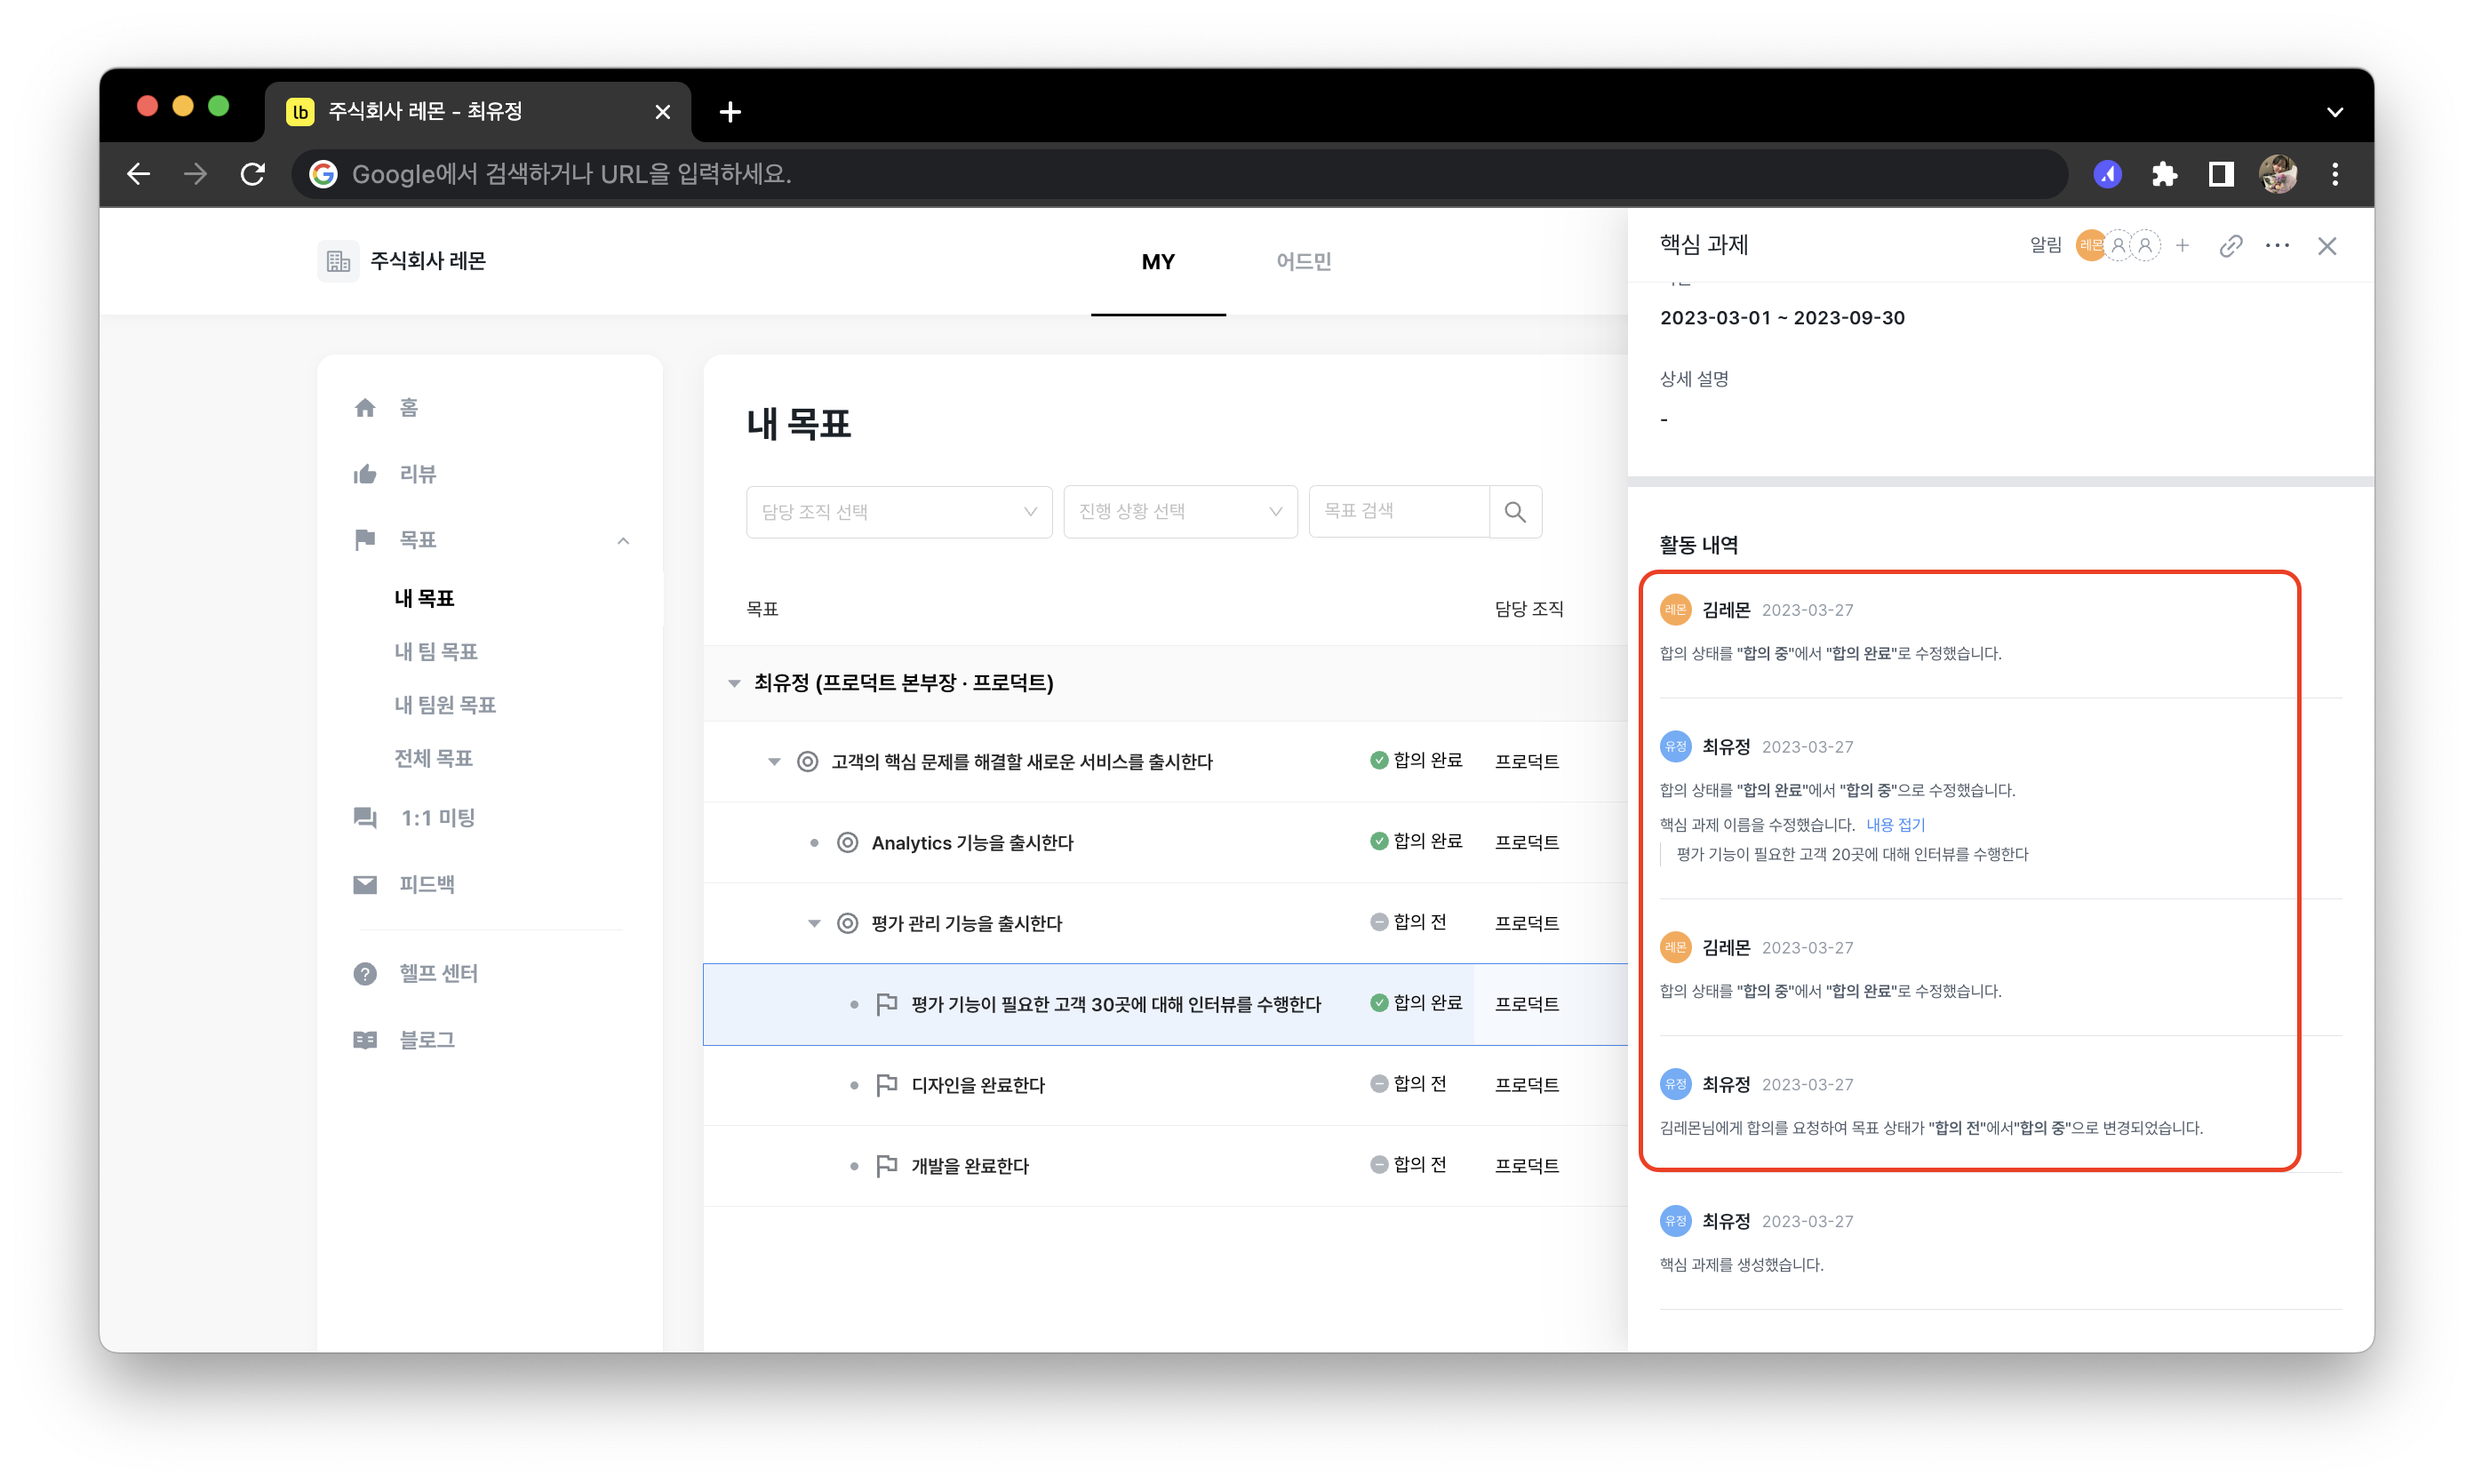 lb 주식회사 레몬 - 최유정
Google에서 검색하거나 URL을 입력하세요.
주식회사 레몬
MY
어드민
홈
리뷰
목표
내 목표
내 팀 목표
내 팀원 목표
전체 목표
1:1 미팅
피드백
헬프 센터
블로그
내 목표
담당 조직 선택
진행 상황 선택
목표 검색
목표 담당 조직
최유정 (프로덕트 본부장 · 프로덕트)
고객의 핵심 문제를 해결할 새로운 서비스를 출시한다 합의 완료 프로덕트
Analytics 기능을 출시한다 합의 완료 프로덕트
평가 관리 기능을 출시한다 합의 전 프로덕트
평가 기능이 필요한 고객 30곳에 대해 인터뷰를 수행한다 합의 완료 프로덕트
디자인을 완료한다 합의 전 프로덕트
개발을 완료한다 합의 전 프로덕트
핵심 과제
알림 레몬
2023-03-01 ~ 2023-09-30
상세 설명
-
활동 내역
레몬 김레몬 2023-03-27
합의 상태를 "합의 중"에서 "합의 완료"로 수정했습니다.
유정 최유정 2023-03-27
합의 상태를 "합의 완료"에서 "합의 중"으로 수정했습니다.
핵심 과제 이름을 수정했습니다. 내용 접기
평가 기능이 필요한 고객 20곳에 대해 인터뷰를 수행한다
레몬 김레몬 2023-03-27
합의 상태를 "합의 중"에서 "합의 완료"로 수정했습니다.
유정 최유정 2023-03-27
김레몬님에게 합의를 요청하여 목표 상태가 "합의 전"에서"합의 중"으로 변경되었습니다.
유정 최유정 2023-03-27
핵심 과제를 생성했습니다.